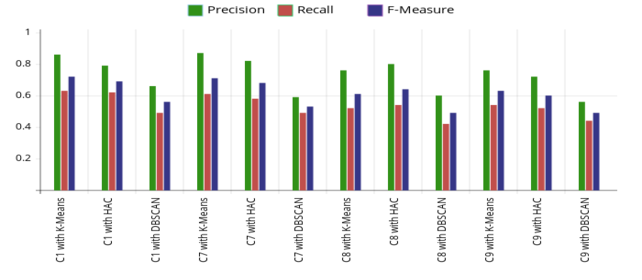 Precision Recall F-Measure
1
0.8
0.6
0.4
0.2
C1 with K-Means
C1 with HAC
C1 with DBSCAN
C7 with K-Means
C7 with HAC
C7 with DBSCAN
C8 with K-Means
C8 with HAC
C8 with DBSCAN
C9 with K-Means
C9 with HAC
C9 with DBSCAN